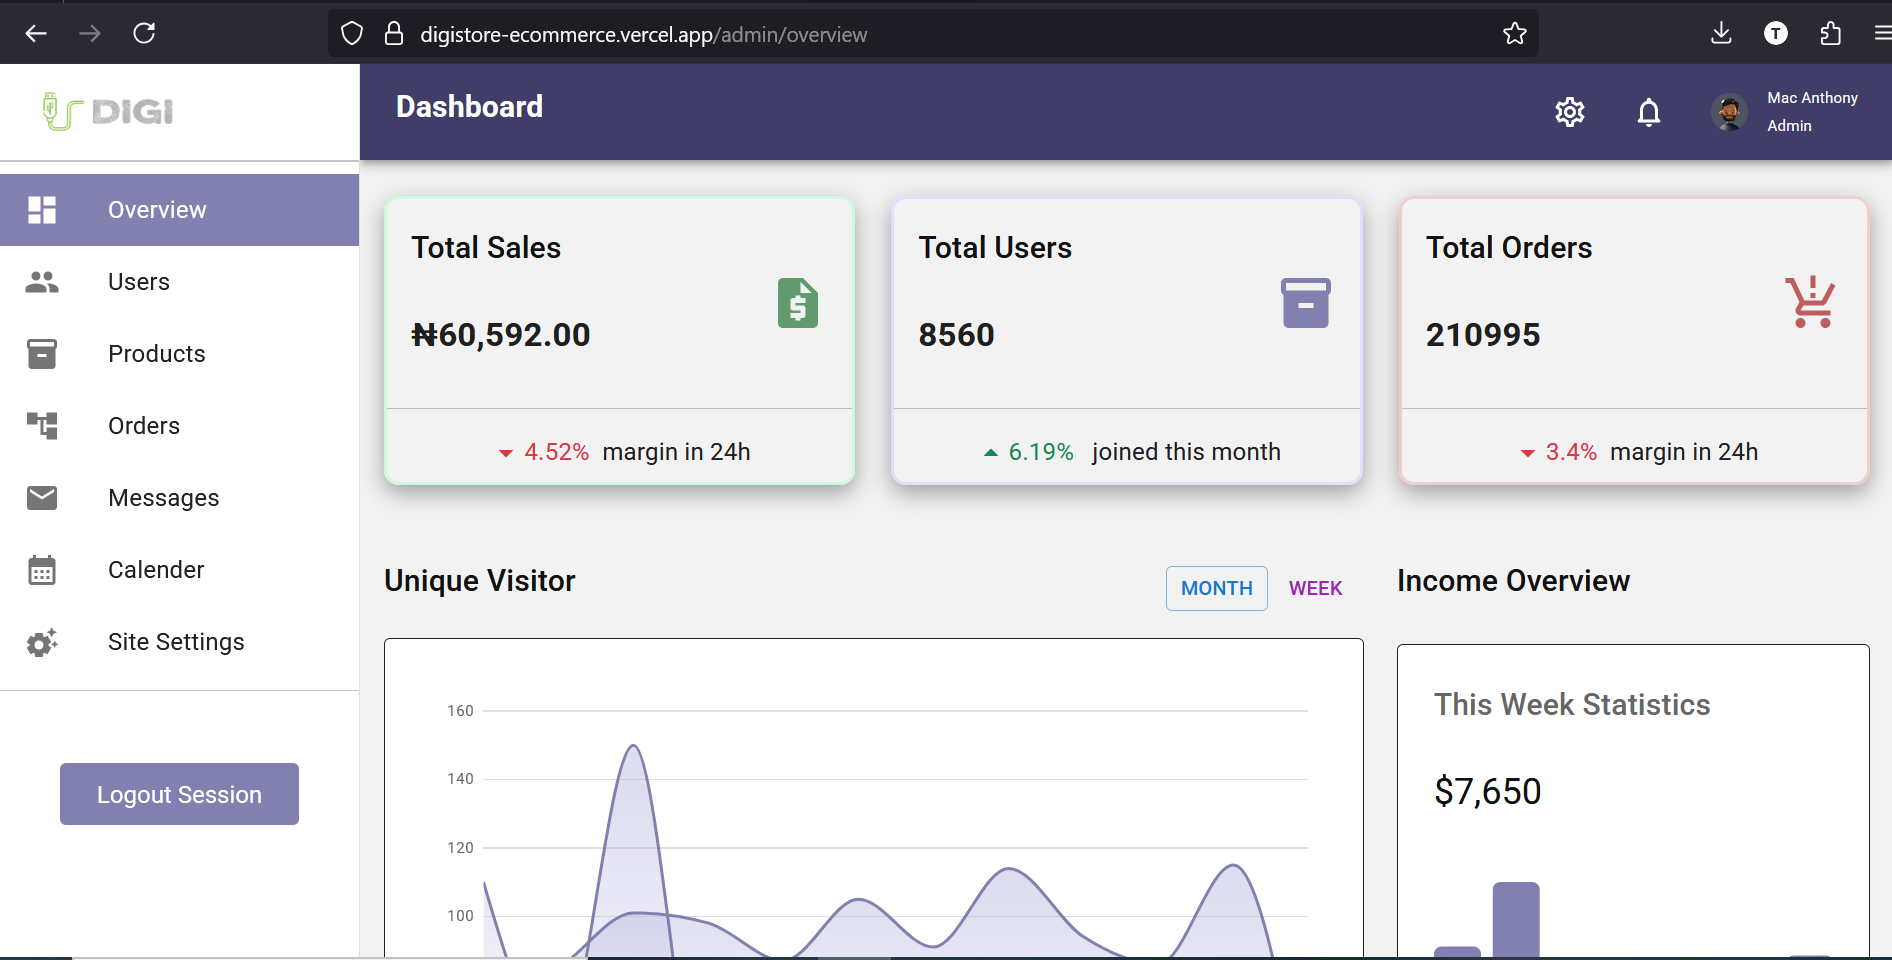 digistore-ecommerce.vercel.app/admin/overview
T
DIGI
Dashboard
Mac Anthony
Admin
Overview
Users
Products
Orders
Messages
Calender
Site Settings
Logout Session
Total Sales
₦60,592.00
4.52% margin in 24h
Total Users
8560
6.19% joined this month
Total Orders
210995
3.4% margin in 24h
Unique Visitor
MONTH
WEEK
160
140
120
100
Income Overview
This Week Statistics
$7,650